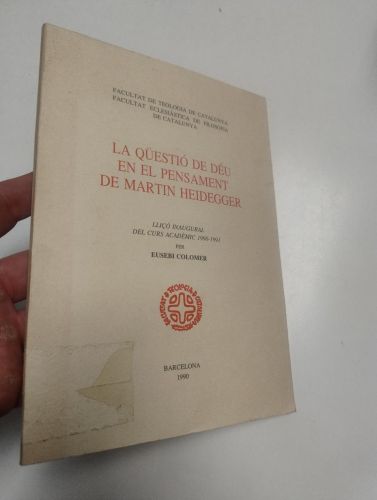 FACULTAT DE TEOLOGIA DE CATALUNYA
FACULTAT ECLESIÀSTICA DE FILOSOFIA
DE CATALUNYA
LA QÜESTIÓ DE DÉU
EN EL PENSAMENT
DE MARTIN HEIDEGGER
LLIÇÓ INAUGURAL
DEL CURS ACADÈMIC 1990-1991
PER
EUSEBI COLOMER
BARCELONA
1990